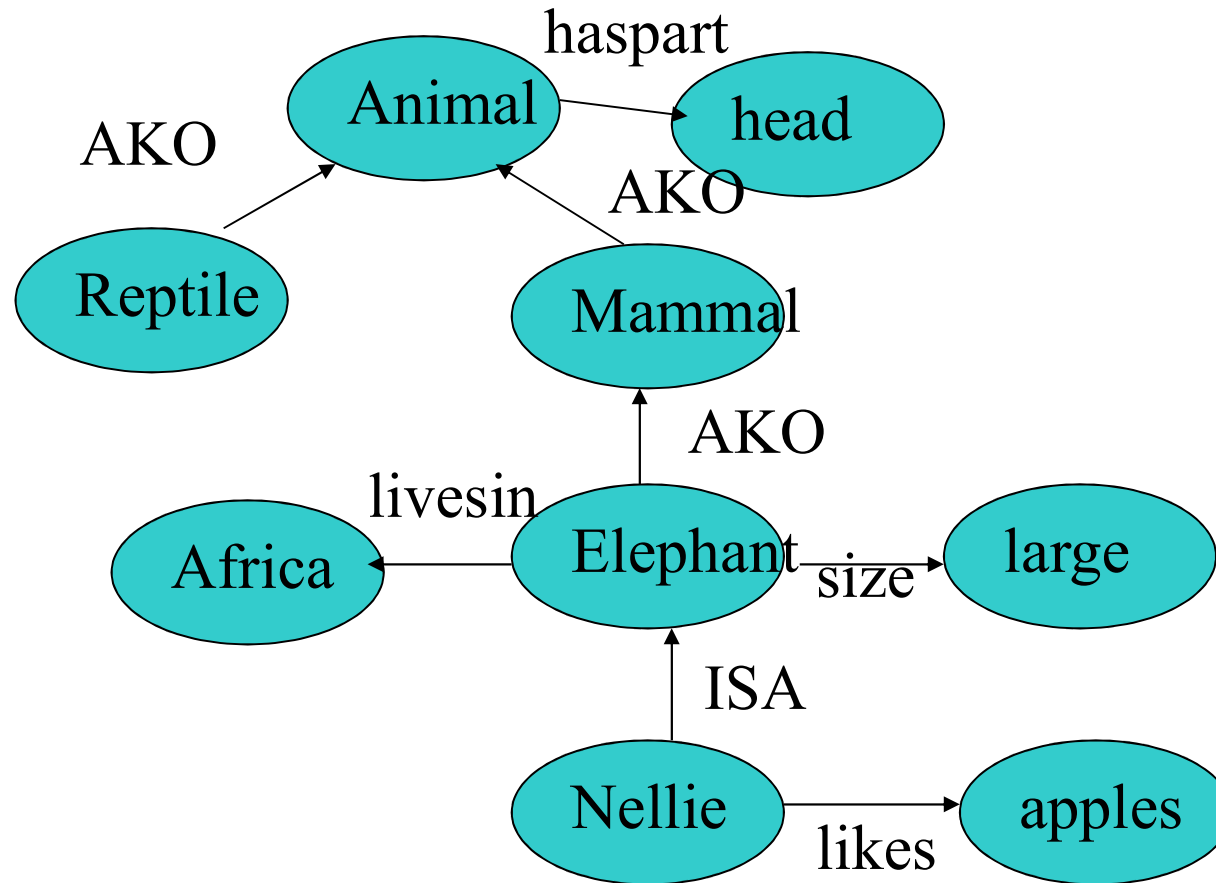 haspart
Animal
head
AKO
AKO
Reptile
Mammal
AKO
livesin
Africa
Elephant
size
large
ISA
Nellie
apples
likes